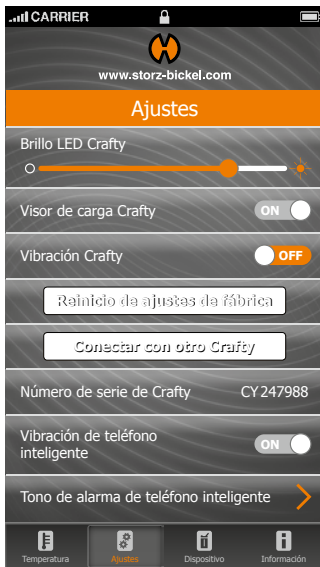 CARRIER
www.storz-bickel.com
Ajustes
Brillo LED Crafty
Visor de carga Crafty ON
Vibración Crafty OFF
Reinicio de ajustes de fábrica
Conectar con otro Crafty
Número de serie de Crafty CY247988
Vibración de teléfono
inteligente ON
Tono de alarma de teléfono inteligente
Temperatura Ajustes Dispositivo Información